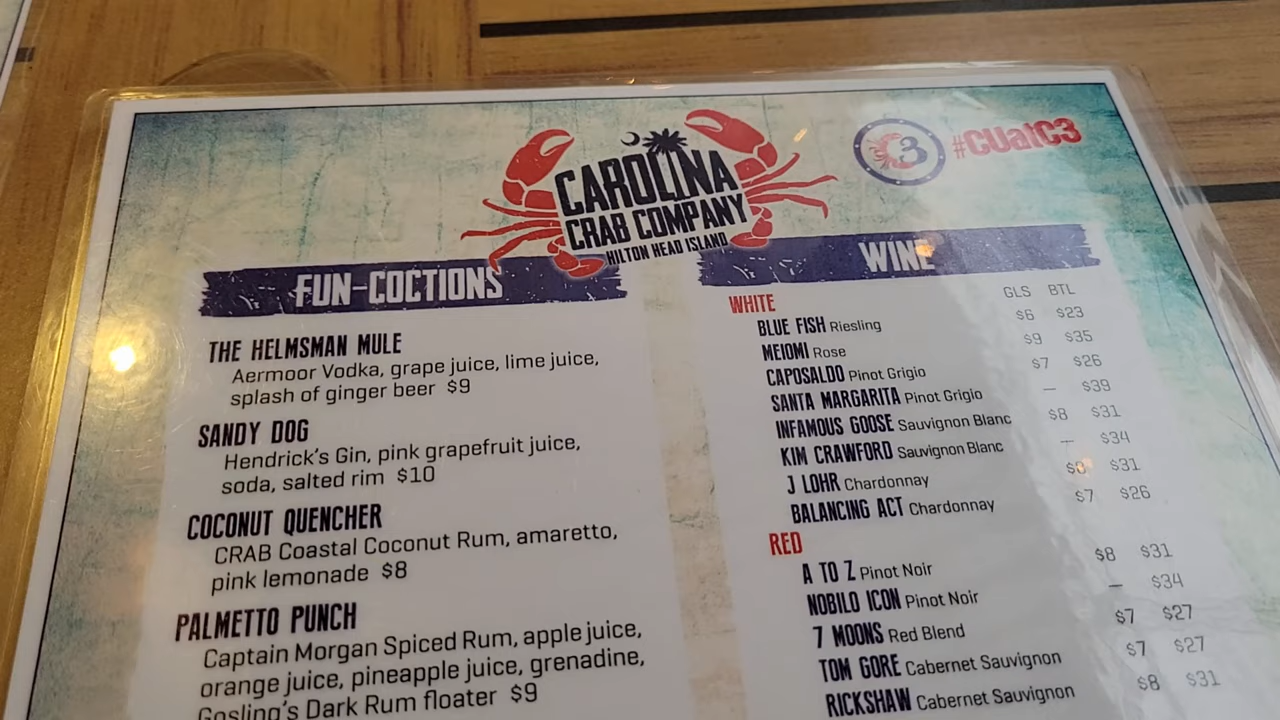 CAROLINA
CRAB COMPANY
HILTON HEAD ISLAND
C3 #CUatC3
FUN-COCTIONS
THE HELMSMAN MULE
Aermoor Vodka, grape juice, lime juice,
splash of ginger beer $9
SANDY DOG
Hendrick's Gin, pink grapefruit juice,
soda, salted rim $10
COCONUT QUENCHER
CRAB Coastal Coconut Rum, amaretto,
pink lemonade $8
PALMETTO PUNCH
Captain Morgan Spiced Rum, apple juice,
orange juice, pineapple juice, grenadine,
Gosling's Dark Rum floater $9
WINE
GLS BTL
WHITE
BLUE FISH Riesling $6 $23
MEIOMI Rose $9 $35
CAPOSALDO Pinot Grigio $7 $26
SANTA MARGARITA Pinot Grigio — $39
INFAMOUS GOOSE Sauvignon Blanc $8 $31
KIM CRAWFORD Sauvignon Blanc — $34
J LOHR Chardonnay $31
BALANCING ACT Chardonnay $7 $26
RED
A TO Z Pinot Noir $8 $31
NOBILO ICON Pinot Noir — $34
7 MOONS Red Blend $7 $27
TOM GORE Cabernet Sauvignon $7 $27
RICKSHAW Cabernet Sauvignon $8 $31